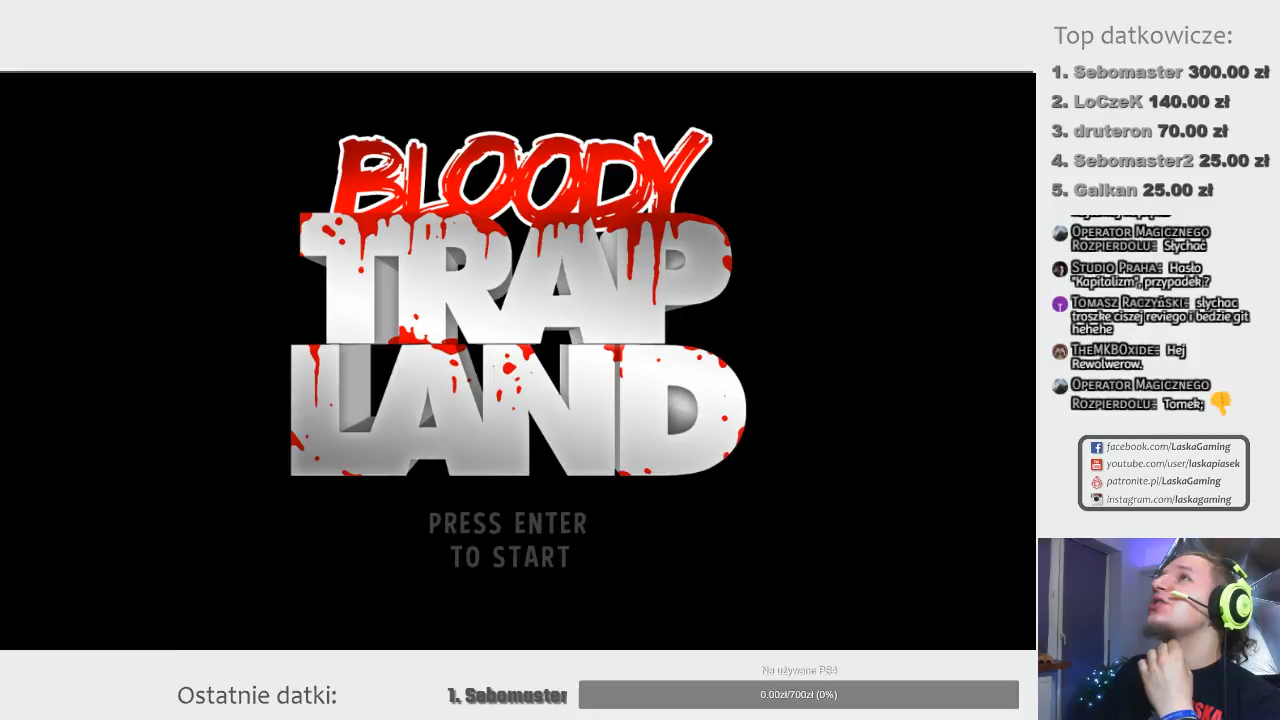 Top datkowicze:
1. Sebomaster 300.00 zł
2. LoCzeK 140.00 zł
3. druteron 70.00 zł
4. Sebomaster2 25.00 zł
5. Galkan 25.00 zł
Operator Magicznego
Rozpierdolu: Słychać
Studio Praha: Hasło
"Kapitalizm", przypadek?
Tomasz Raczyński: slychac
troszke ciszej reviego i bedzie git
hehehe
TheMKBOxide: Hej
Rewolwerow.
Operator Magicznego
Rozpierdolu: Tomek;
facebook.com/LaskaGaming
youtube.com/user/laskapiasek
patronite.pl/LaskaGaming
instagram.com/laskagaming
BLOODY
TRAP
LAND
PRESS ENTER
TO START
Na używane PS4
Ostatnie datki:
1. Sebomaster
0.00zł/700zł (0%)